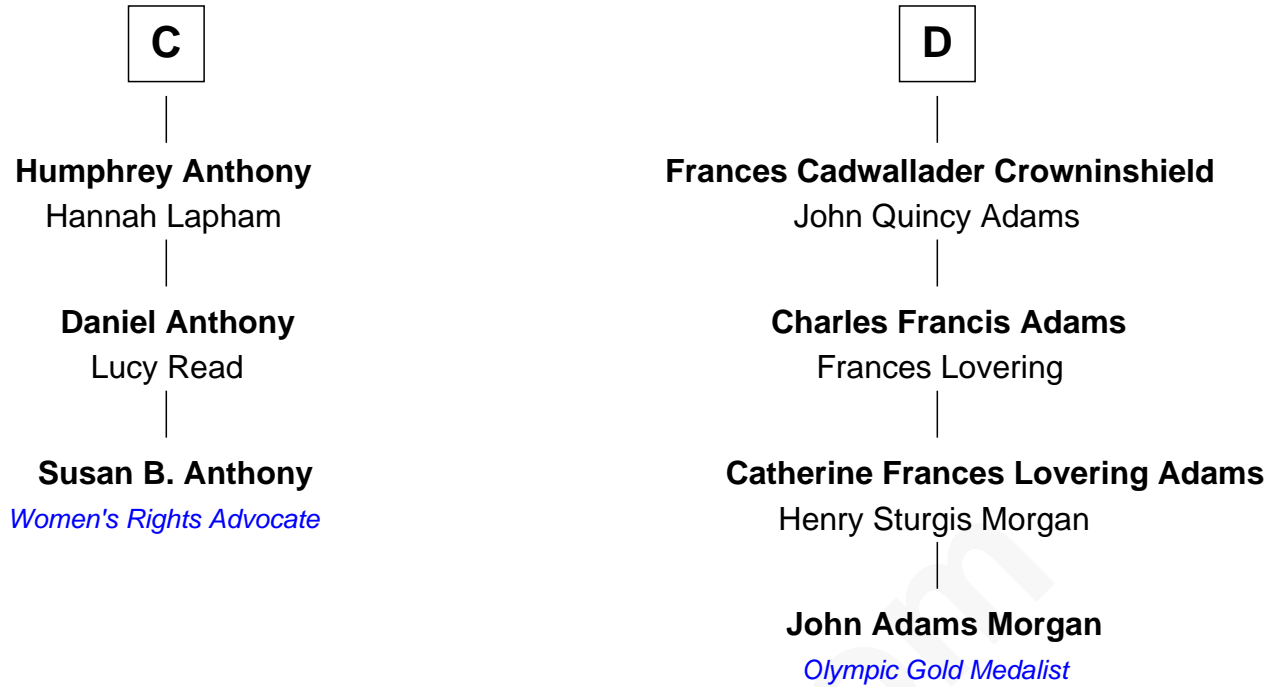 C
Humphrey Anthony
Hannah Lapham
Daniel Anthony
Lucy Read
Susan B. Anthony
Women's Rights Advocate
D
Frances Cadwallader Crowninshield
John Quincy Adams
Charles Francis Adams
Frances Lovering
Catherine Frances Lovering Adams
Henry Sturgis Morgan
John Adams Morgan
Olympic Gold Medalist